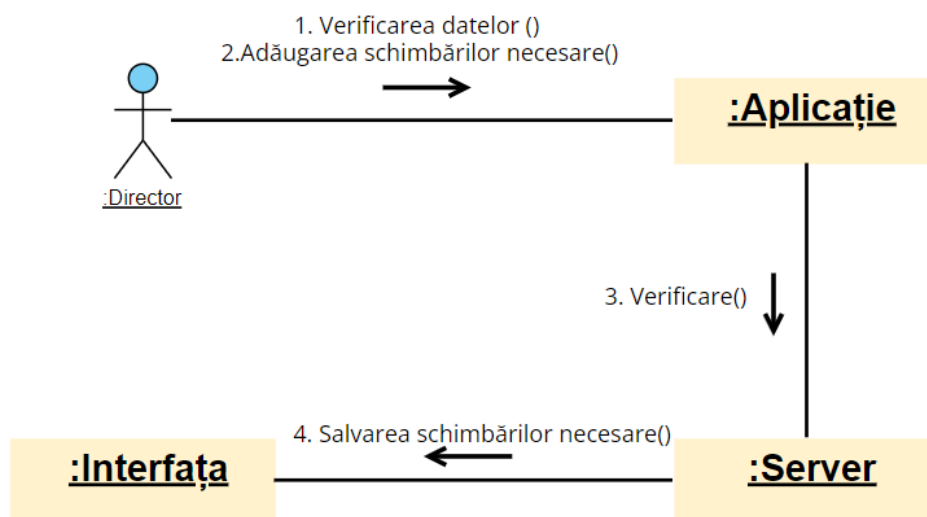 1. Verificarea datelor ()
2.Adăugarea schimbărilor necesare()
:Aplicație
:Director
3. Verificare()
4. Salvarea schimbărilor necesare()
:Interfața
:Server